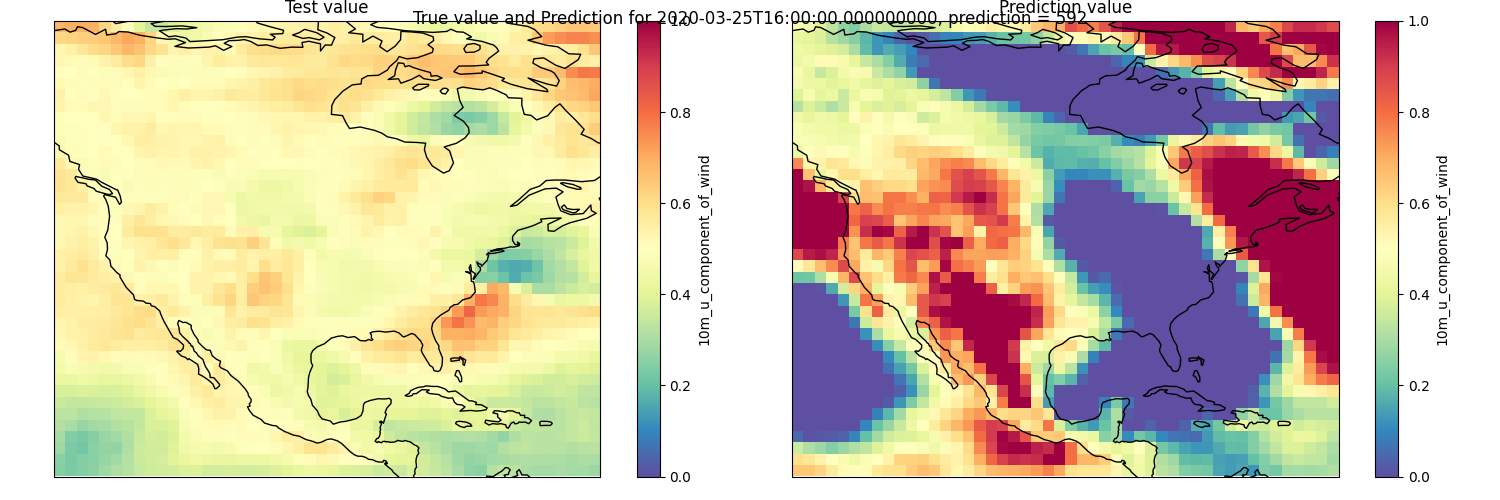 Test value
Prediction value
True value and Prediction for 2020-03-25T16:00:00.000000000, prediction = 592
1.0
0.8
0.6
0.4
0.2
0.0
10m_u_component_of_wind
1.0
0.8
0.6
0.4
0.2
0.0
10m_u_component_of_wind